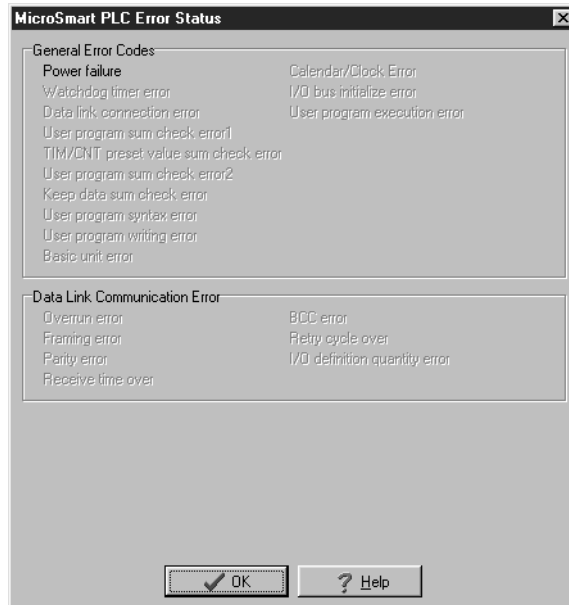 MicroSmart PLC Error Status
General Error Codes
Power failure
Calendar/Clock Error
Watchdog timer error
I/O bus initialize error
Data link connection error
User program execution error
User program sum check error1
TIM/CNT preset value sum check error
User program sum check error2
Keep data sum check error
User program syntax error
User program writing error
Basic unit error
Data Link Communication Error
Overrun error
BCC error
Framing error
Retry cycle over
Parity error
I/O definition quantity error
Receive time over
OK
Help